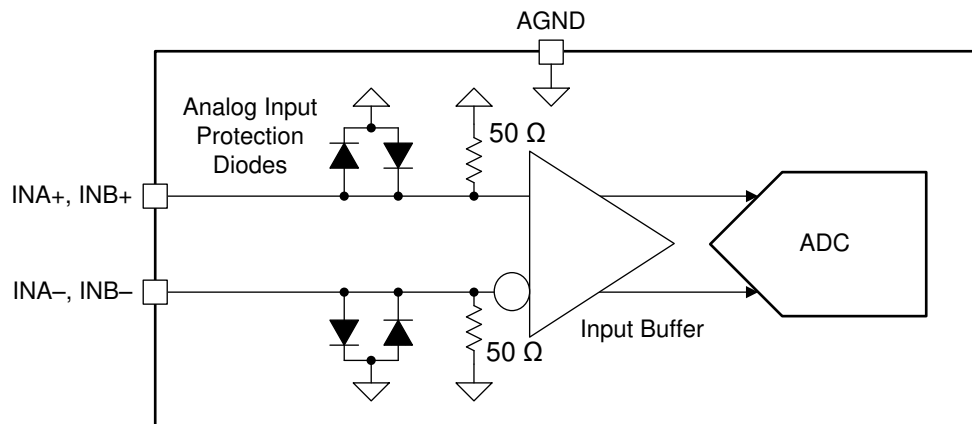 AGND
Analog Input
Protection
Diodes
50 Ω
INA+, INB+
ADC
INA–, INB–
Input Buffer
50 Ω